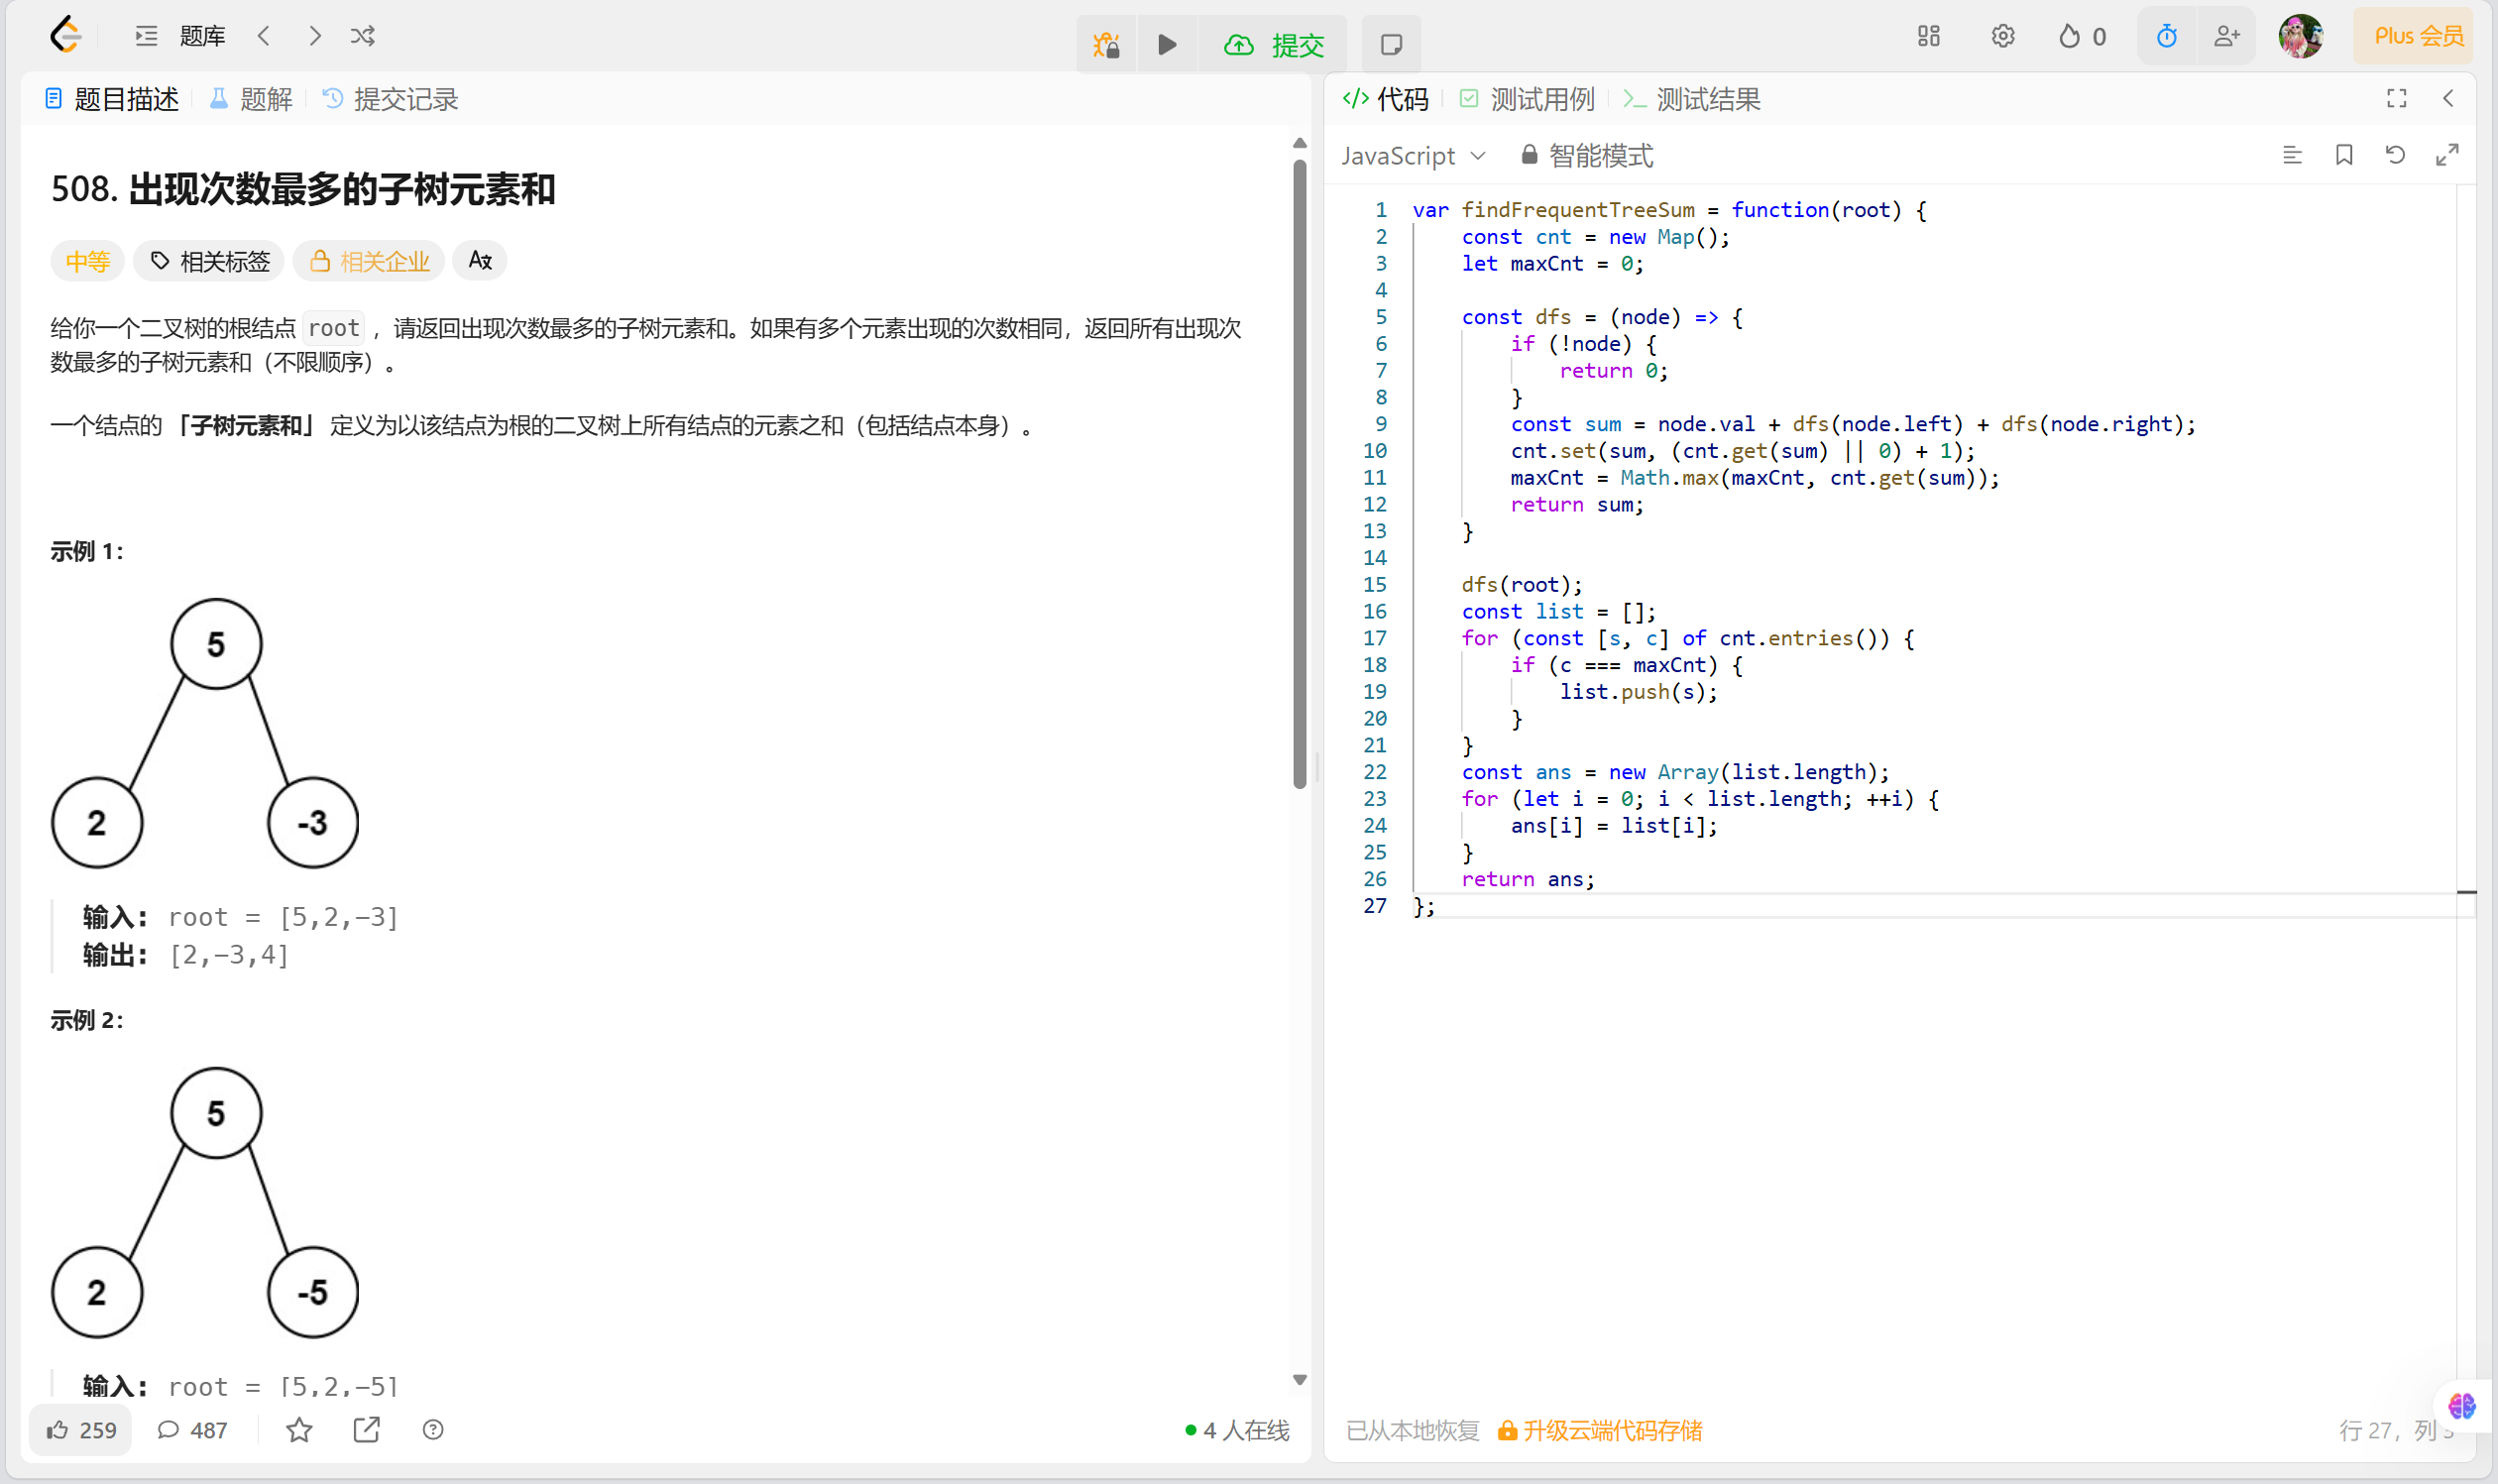 题库
提交
0
Plus 会员
题目描述
题解
提交记录
508. 出现次数最多的子树元素和
中等
相关标签
相关企业
给你一个二叉树的根结点 root ，请返回出现次数最多的子树元素和。如果有多个元素出现的次数相同，返回所有出现次
数最多的子树元素和（不限顺序）。
一个结点的 「子树元素和」 定义为以该结点为根的二叉树上所有结点的元素之和（包括结点本身）。
示例 1：
5
2
-3
输入： root = [5,2,-3]
输出： [2,-3,4]
示例 2：
5
2
-5
输入： root = [5,2,-5]
259
487
4 人在线
</> 代码
测试用例
测试结果
JavaScript
智能模式
1 var findFrequentTreeSum = function(root) {
2     const cnt = new Map();
3     let maxCnt = 0;
4
5     const dfs = (node) => {
6         if (!node) {
7             return 0;
8         }
9         const sum = node.val + dfs(node.left) + dfs(node.right);
10         cnt.set(sum, (cnt.get(sum) || 0) + 1);
11         maxCnt = Math.max(maxCnt, cnt.get(sum));
12         return sum;
13     }
14
15     dfs(root);
16     const list = [];
17     for (const [s, c] of cnt.entries()) {
18         if (c === maxCnt) {
19             list.push(s);
20         }
21     }
22     const ans = new Array(list.length);
23     for (let i = 0; i < list.length; ++i) {
24         ans[i] = list[i];
25     }
26     return ans;
27 };
已从本地恢复
升级云端代码存储
行 27，列